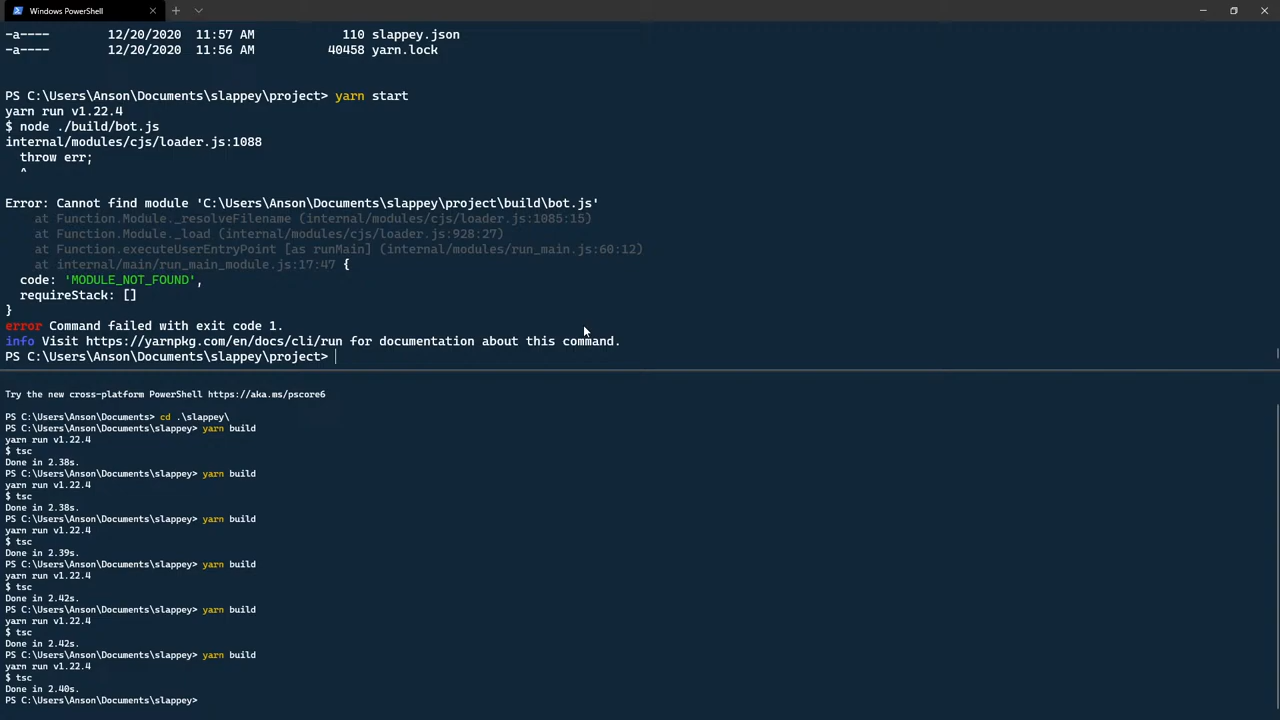 Windows PowerShell
-a---- 12/20/2020 11:57 AM 110 slappey.json
-a---- 12/20/2020 11:56 AM 40458 yarn.lock
PS C:\Users\Anson\Documents\slappey\project> yarn start
yarn run v1.22.4
$ node ./build/bot.js
internal/modules/cjs/loader.js:1088
throw err;
^
Error: Cannot find module 'C:\Users\Anson\Documents\slappey\project\build\bot.js'
at Function.Module._resolveFilename (internal/modules/cjs/loader.js:1085:15)
at Function.Module._load (internal/modules/cjs/loader.js:928:27)
at Function.executeUserEntryPoint [as runMain] (internal/modules/run_main.js:60:12)
at internal/main/run_main_module.js:17:47 {
code: 'MODULE_NOT_FOUND',
requireStack: []
}
error Command failed with exit code 1.
info Visit https://yarnpkg.com/en/docs/cli/run for documentation about this command.
PS C:\Users\Anson\Documents\slappey\project>
Try the new cross-platform PowerShell https://aka.ms/pscore6
PS C:\Users\Anson\Documents> cd .\slappey\
PS C:\Users\Anson\Documents\slappey> yarn build
yarn run v1.22.4
$ tsc
Done in 2.38s.
PS C:\Users\Anson\Documents\slappey> yarn build
yarn run v1.22.4
$ tsc
Done in 2.38s.
PS C:\Users\Anson\Documents\slappey> yarn build
yarn run v1.22.4
$ tsc
Done in 2.39s.
PS C:\Users\Anson\Documents\slappey> yarn build
yarn run v1.22.4
$ tsc
Done in 2.42s.
PS C:\Users\Anson\Documents\slappey> yarn build
yarn run v1.22.4
$ tsc
Done in 2.42s.
PS C:\Users\Anson\Documents\slappey> yarn build
yarn run v1.22.4
$ tsc
Done in 2.40s.
PS C:\Users\Anson\Documents\slappey>